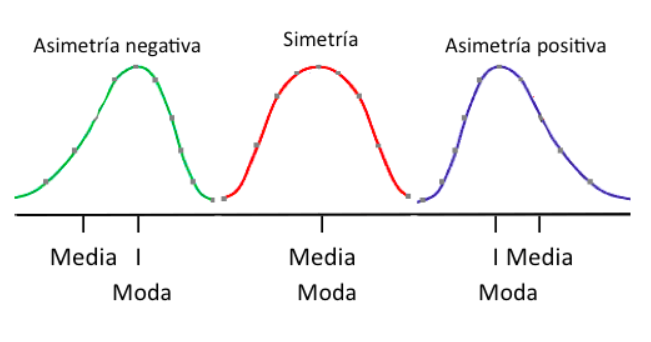 Asimetría negativa
Simetría
Asimetría positiva
Media I
Moda
Media
Moda
I Media
Moda